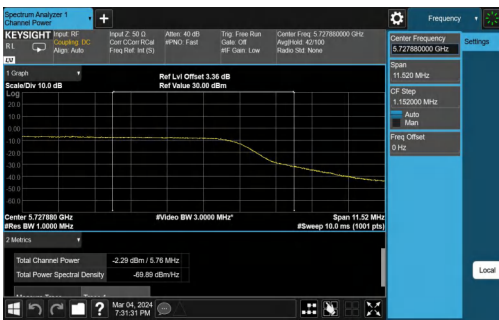 Spectrum Analyzer 1
Channel Power
+
Frequency
KEYSIGHT
RL
Input: RF
Coupling: DC
Align: Auto
Input Z: 50 Ω
Corr CCorr RCal
Freq Ref: Int (S)
Atten: 40 dB
#PNO: Fast
Trig: Free Run
Gate: Off
#IF Gain: Low
Center Freq: 5.727880000 GHz
Avg|Hold: 42/100
Radio Std: None
LXI
1 Graph
Scale/Div 10.0 dB
Ref Lvl Offset 3.36 dB
Ref Value 30.00 dBm
Log
20.0
10.0
0.00
-10.0
-20.0
-30.0
-40.0
-50.0
-60.0
Center 5.727880 GHz
#Res BW 1.0000 MHz
#Video BW 3.0000 MHz*
Span 11.52 MHz
#Sweep 10.0 ms (1001 pts)
2 Metrics
Total Channel Power -2.29 dBm / 5.76 MHz
Total Power Spectral Density -69.89 dBm/Hz
Mar 04, 2024
7:31:31 PM
Center Frequency
5.727880000 GHz
Span
11.520 MHz
CF Step
1.152000 MHz
Auto
Man
Freq Offset
0 Hz
Settings
Local